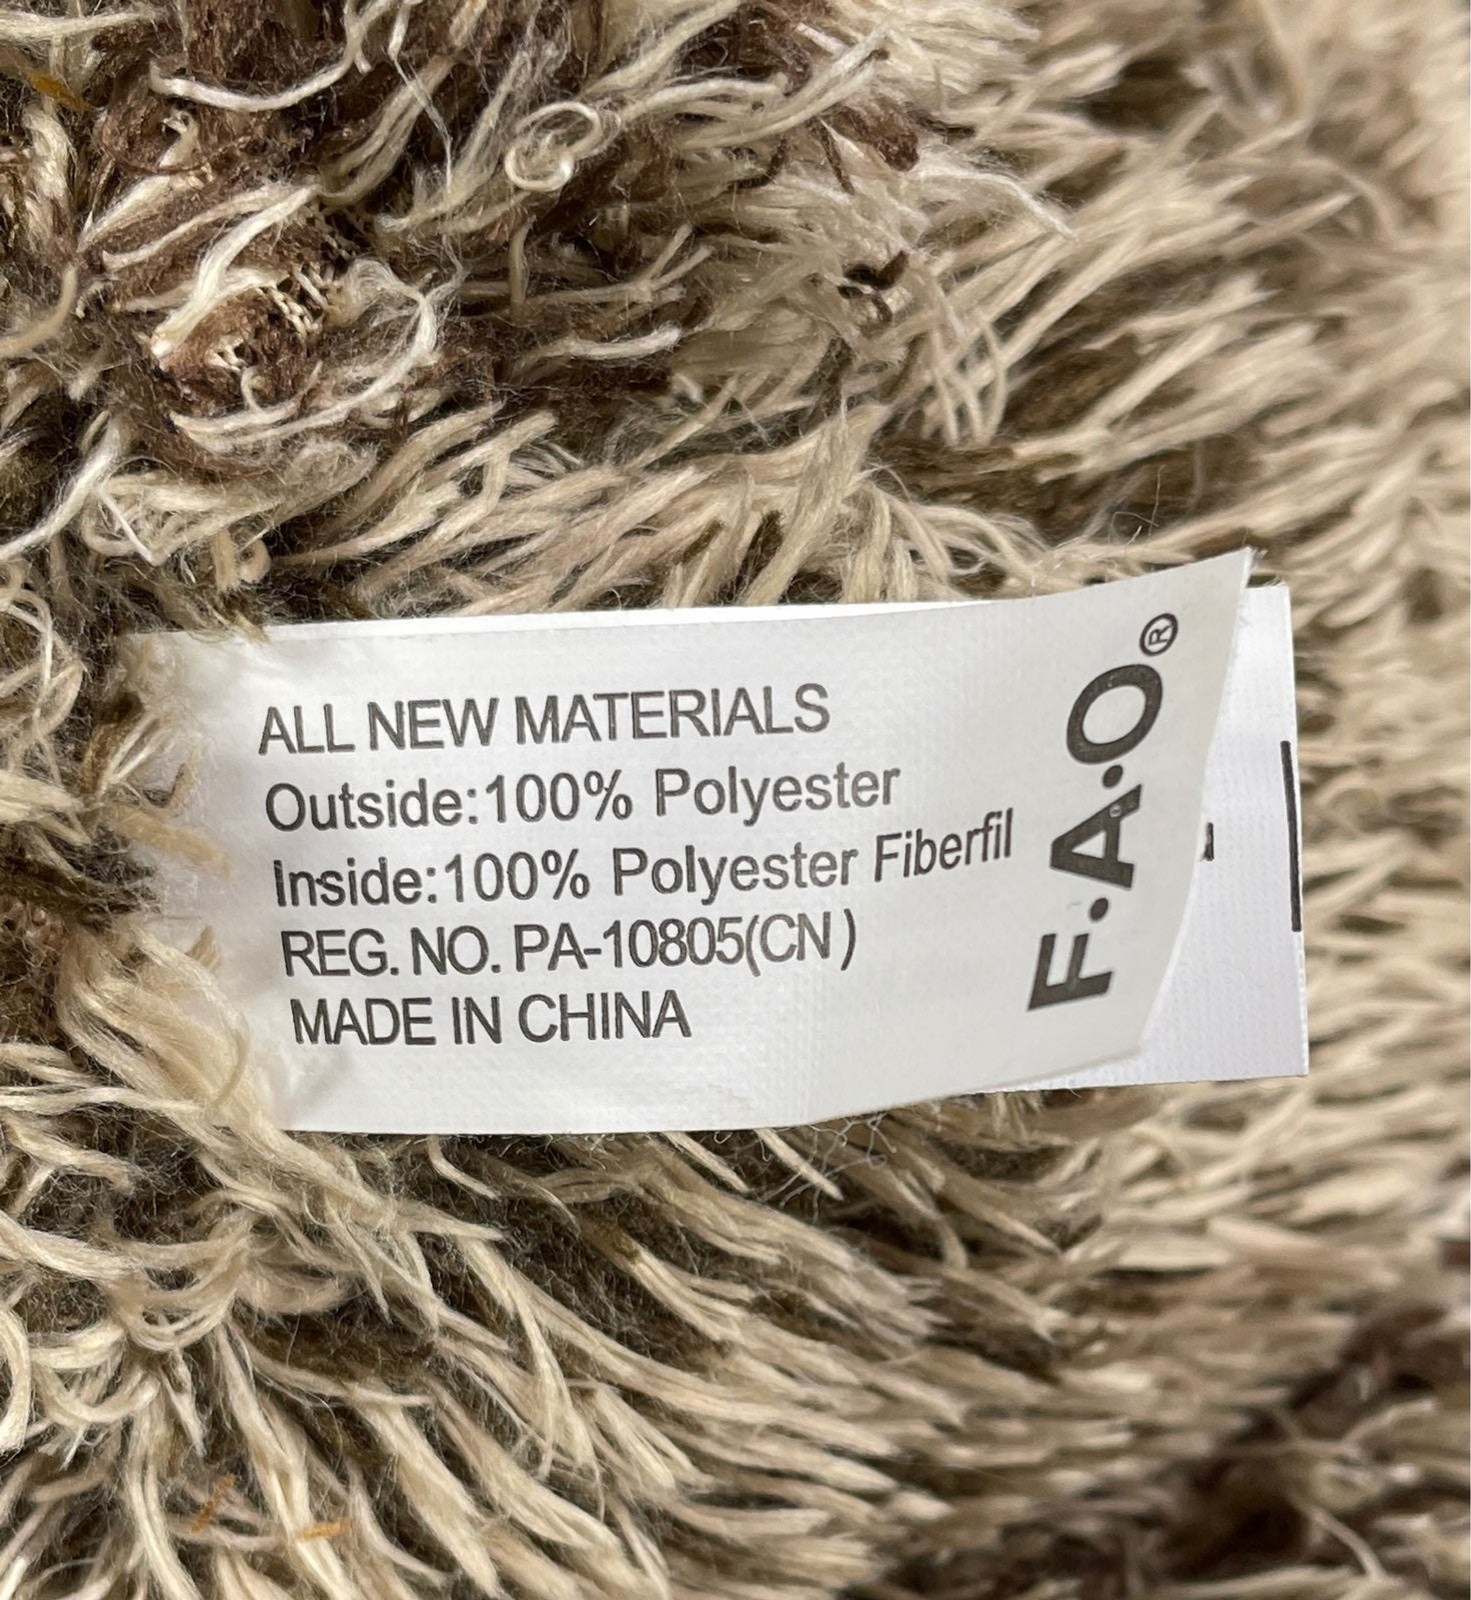 ALL NEW MATERIALS
Outside:100% Polyester
Inside:100% Polyester Fiberfil
REG. NO. PA-10805(CN)
MADE IN CHINA
F.A.O.®